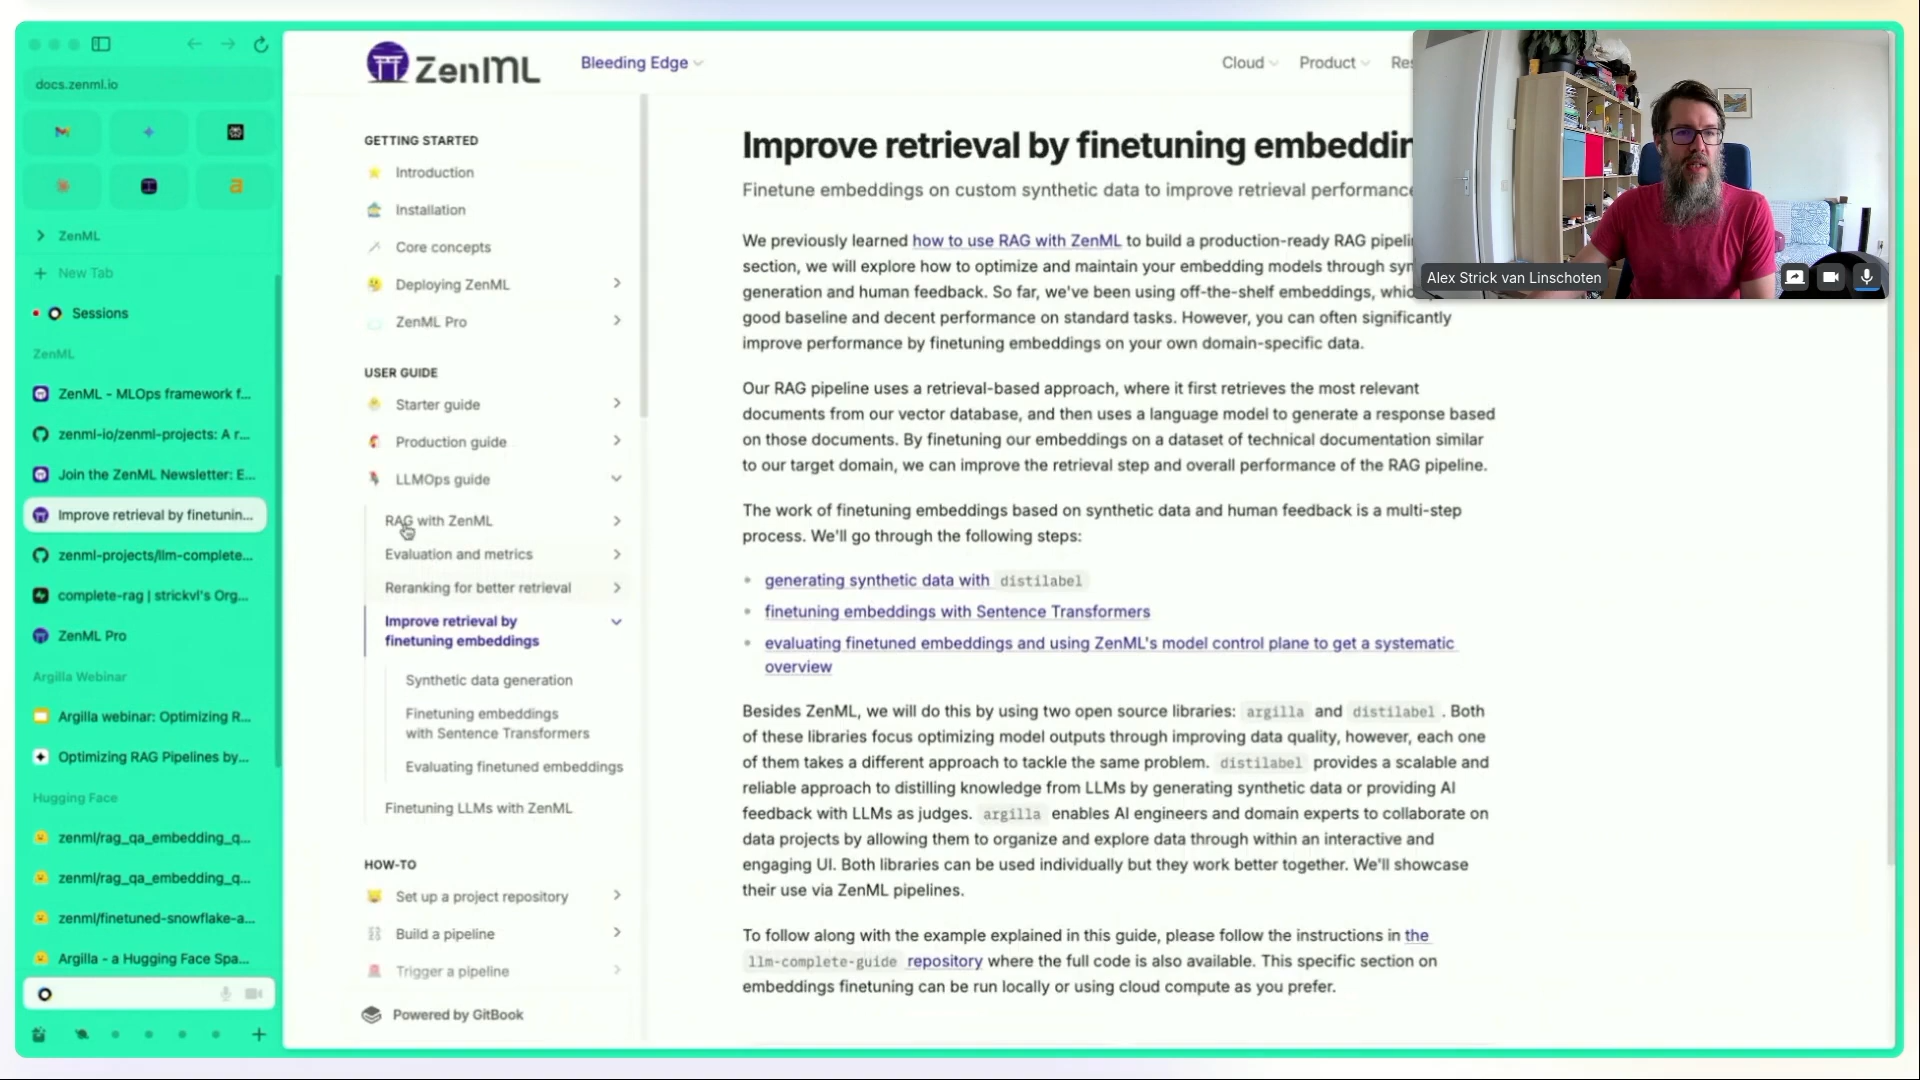 docs.zenml.io
ZenML
New Tab
Sessions
ZenML
ZenML - MLOps framework f...
zenml-io/zenml-projects: A r...
Join the ZenML Newsletter: E...
Improve retrieval by finetunin...
zenml-projects/llm-complete...
complete-rag | strickvl's Org...
ZenML Pro
Argilla Webinar
Argilla webinar: Optimizing R...
Optimizing RAG Pipelines by...
Hugging Face
zenml/rag_qa_embedding_q...
zenml/rag_qa_embedding_q...
zenml/finetuned-snowflake-a...
Argilla - a Hugging Face Spa...
ZenML
Bleeding Edge
Cloud
Product
Res
GETTING STARTED
Introduction
Installation
Core concepts
Deploying ZenML
ZenML Pro
USER GUIDE
Starter guide
Production guide
LLMOps guide
RAG with ZenML
Evaluation and metrics
Reranking for better retrieval
Improve retrieval by
finetuning embeddings
Synthetic data generation
Finetuning embeddings
with Sentence Transformers
Evaluating finetuned embeddings
Finetuning LLMs with ZenML
HOW-TO
Set up a project repository
Build a pipeline
Trigger a pipeline
Powered by GitBook
Improve retrieval by finetuning embeddin
Finetune embeddings on custom synthetic data to improve retrieval performance
We previously learned how to use RAG with ZenML to build a production-ready RAG pipeli
section, we will explore how to optimize and maintain your embedding models through syn
generation and human feedback. So far, we've been using off-the-shelf embeddings, whic
good baseline and decent performance on standard tasks. However, you can often significantly
improve performance by finetuning embeddings on your own domain-specific data.
Our RAG pipeline uses a retrieval-based approach, where it first retrieves the most relevant
documents from our vector database, and then uses a language model to generate a response based
on those documents. By finetuning our embeddings on a dataset of technical documentation similar
to our target domain, we can improve the retrieval step and overall performance of the RAG pipeline.
The work of finetuning embeddings based on synthetic data and human feedback is a multi-step
process. We'll go through the following steps:
generating synthetic data with distilabel
finetuning embeddings with Sentence Transformers
evaluating finetuned embeddings and using ZenML's model control plane to get a systematic
overview
Besides ZenML, we will do this by using two open source libraries: argilla and distilabel . Both
of these libraries focus optimizing model outputs through improving data quality, however, each one
of them takes a different approach to tackle the same problem. distilabel provides a scalable and
reliable approach to distilling knowledge from LLMs by generating synthetic data or providing AI
feedback with LLMs as judges. argilla enables AI engineers and domain experts to collaborate on
data projects by allowing them to organize and explore data through within an interactive and
engaging UI. Both libraries can be used individually but they work better together. We'll showcase
their use via ZenML pipelines.
To follow along with the example explained in this guide, please follow the instructions in the
llm-complete-guide repository where the full code is also available. This specific section on
embeddings finetuning can be run locally or using cloud compute as you prefer.
Alex Strick van Linschoten